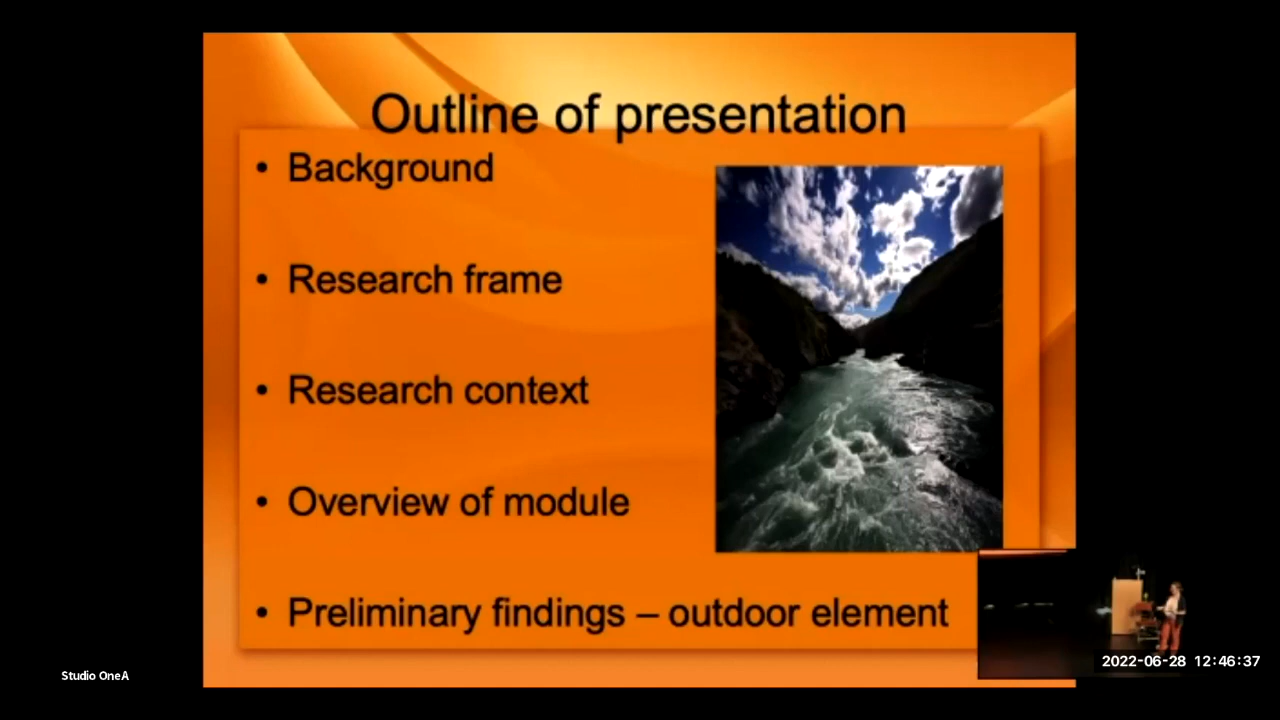 Outline of presentation
• Background
• Research frame
• Research context
• Overview of module
• Preliminary findings – outdoor element
Studio OneA
2022-06-28 12:46:37